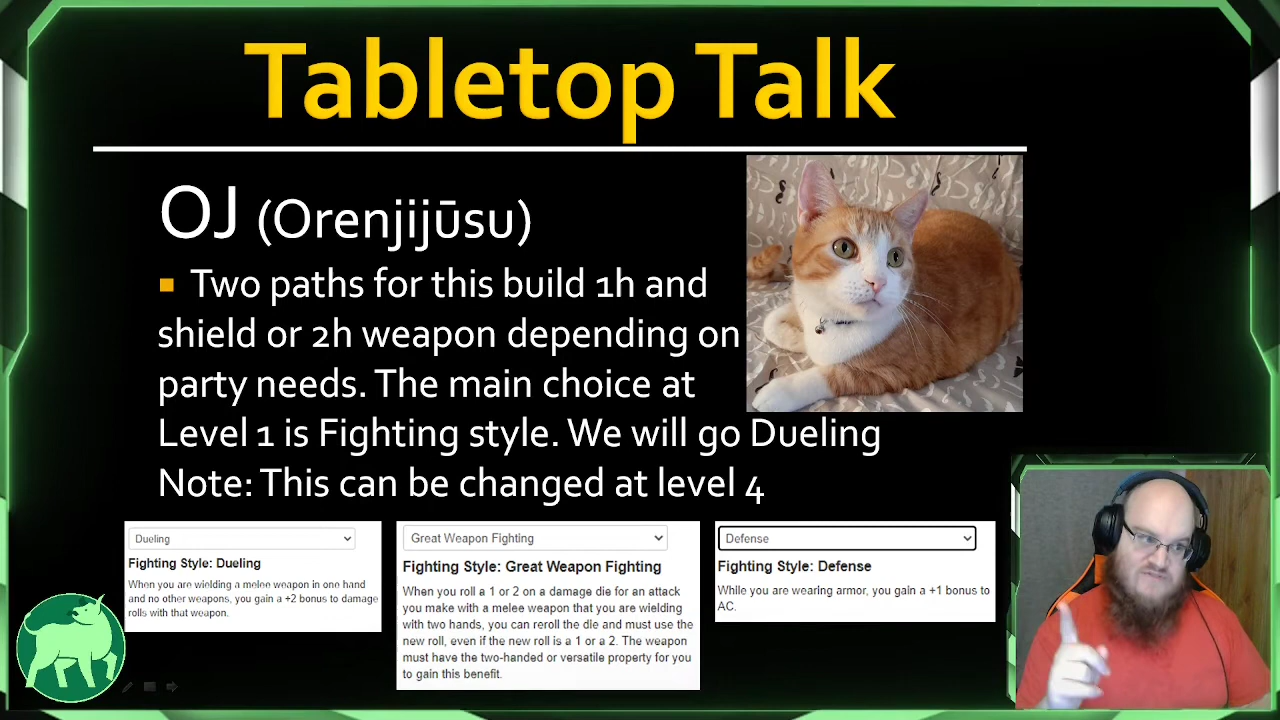 Tabletop Talk
OJ (Orenjijūsu)
Two paths for this build 1h and
shield or 2h weapon depending on
party needs. The main choice at
Level 1 is Fighting style. We will go Dueling
Note: This can be changed at level 4
Dueling
Fighting Style: Dueling
When you are wielding a melee weapon in one hand
and no other weapons, you gain a +2 bonus to damage
rolls with that weapon.
Great Weapon Fighting
Fighting Style: Great Weapon Fighting
When you roll a 1 or 2 on a damage die for an attack
you make with a melee weapon that you are wielding
with two hands, you can reroll the die and must use the
new roll, even if the new roll is a 1 or a 2. The weapon
must have the two-handed or versatile property for you
to gain this benefit.
Defense
Fighting Style: Defense
While you are wearing armor, you gain a +1 bonus to
AC.